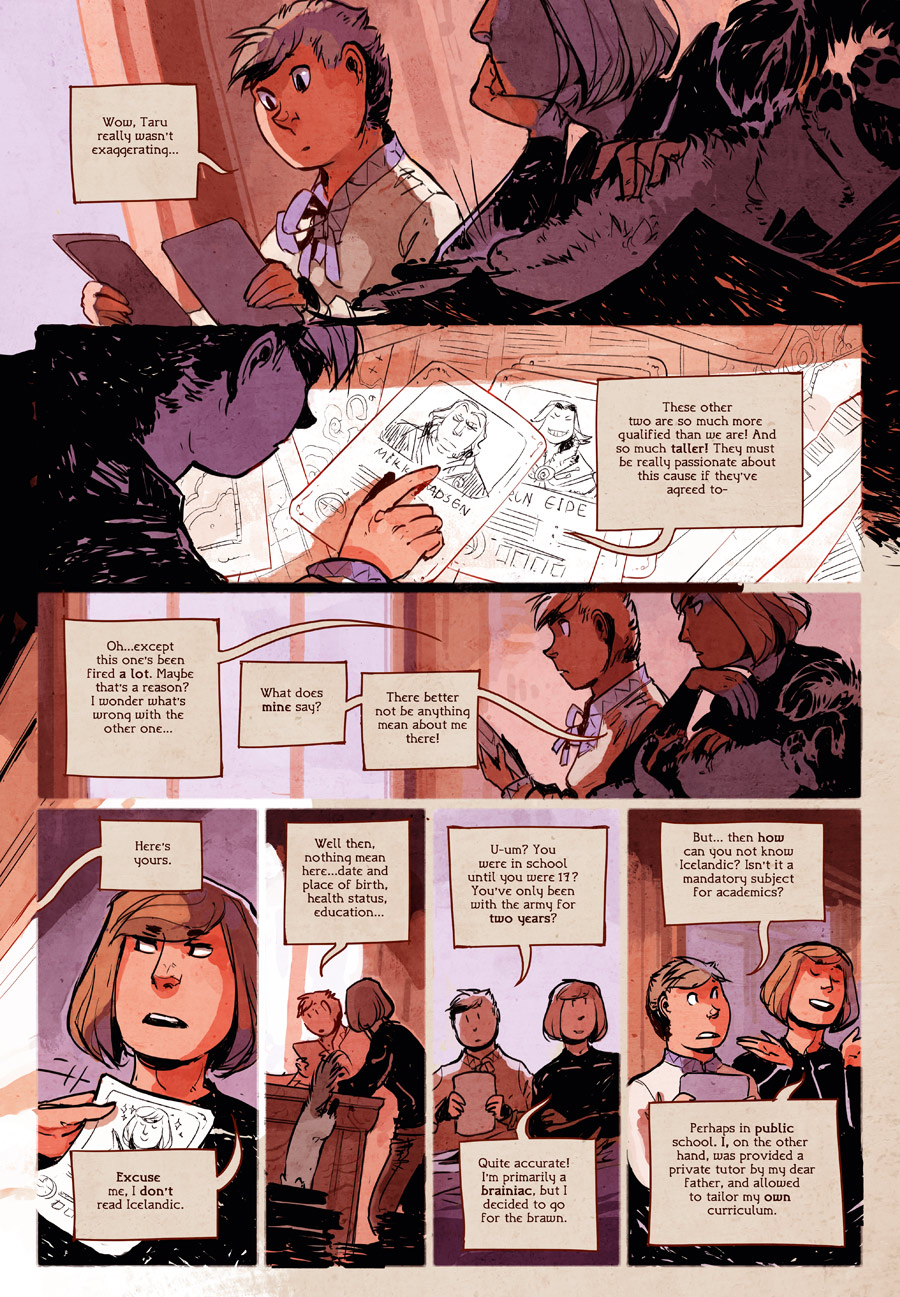 Wow, Taru
really wasn't
exaggerating...
These other
two are so much more
qualified than we are! And
so much taller! They must
be really passionate about
this cause if they've
agreed to-
MIKK
ADSEN
EIDE
Oh...except
this one's been
fired a lot. Maybe
that's a reason?
I wonder what's
wrong with the
other one...
What does
mine say?
There better
not be anything
mean about me
there!
Here's
yours.
Excuse
me, I don't
read Icelandic.
Well then,
nothing mean
here...date and
place of birth,
health status,
education...
U-um? You
were in school
until you were 17?
You've only been
with the army for
two years?
Quite accurate!
I'm primarily a
brainiac, but I
decided to go
for the brawn.
But... then how
can you not know
Icelandic? Isn't it a
mandatory subject
for academics?
Perhaps in public
school. I, on the other
hand, was provided a
private tutor by my dear
father, and allowed
to tailor my own
curriculum.